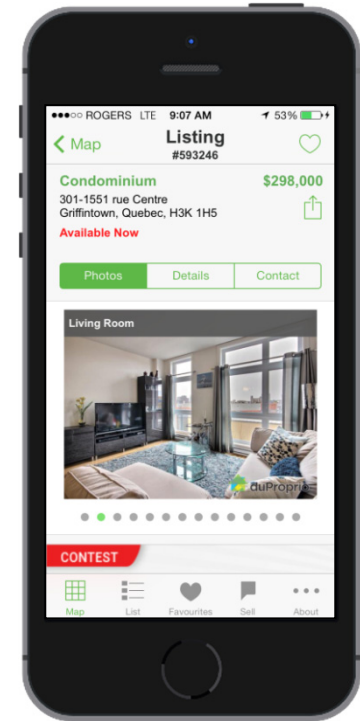 ROGERS LTE 9:07 AM 53%
Map Listing
#593246
Condominium $298,000
301-1551 rue Centre
Griffintown, Quebec, H3K 1H5
Available Now
Photos Details Contact
Living Room
duProprio
CONTEST
Map List Favourites Sell About